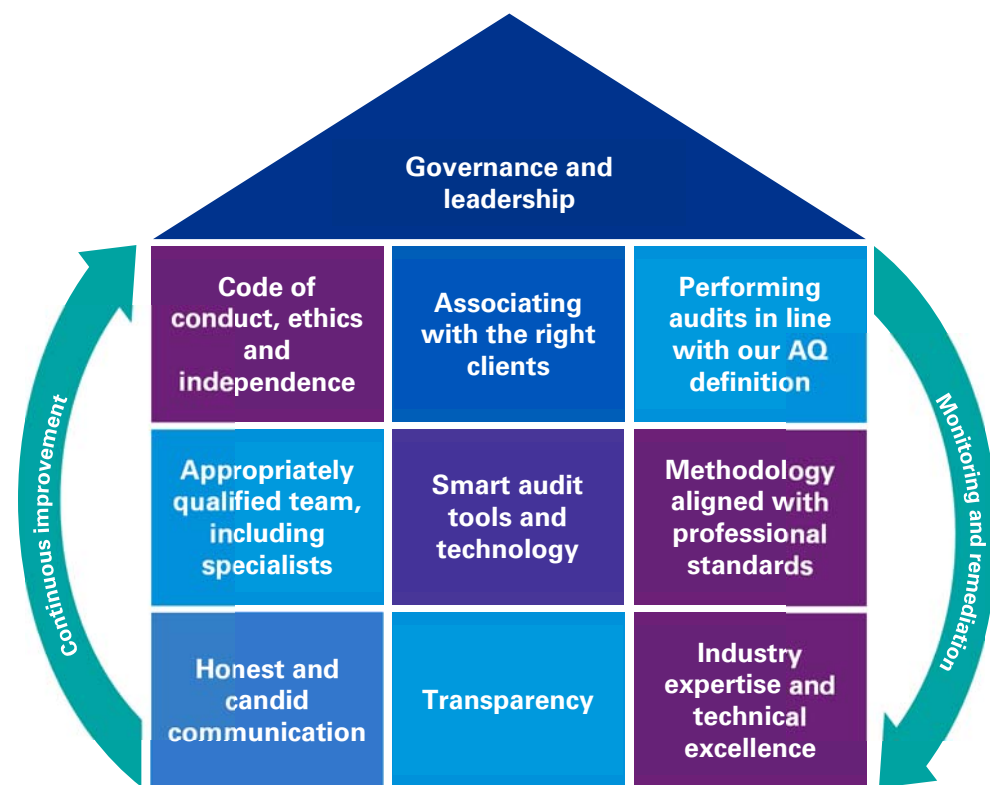 Governance and
leadership
Code of
conduct, ethics
and
independence
Associating
with the right
clients
Performing
audits in line
with our AQ
definition
Appropriately
qualified team,
including
specialists
Smart audit
tools and
technology
Methodology
aligned with
professional
standards
Honest and
candid
communication
Transparency
Industry
expertise and
technical
excellence
Continuous improvement
Monitoring and remediation